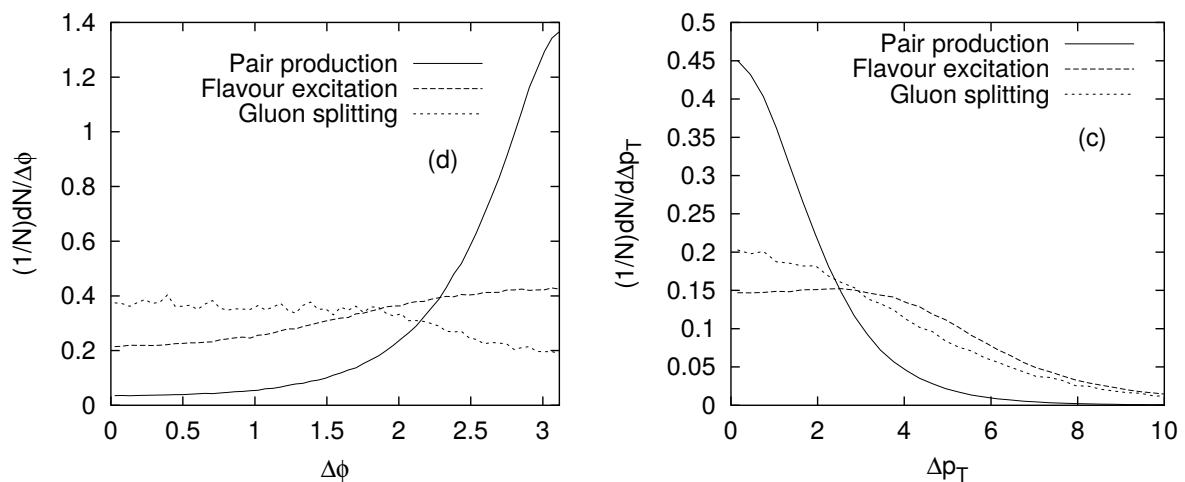 1.4
1.2
1
0.8
0.6
0.4
0.2
0
(1/N)dN/Δϕ
Pair production
Flavour excitation
Gluon splitting
(d)
0 0.5 1 1.5 2 2.5 3
Δϕ
0.5
0.45
0.4
0.35
0.3
0.25
0.2
0.15
0.1
0.05
0
(1/N)dN/dΔpT
Pair production
Flavour excitation
Gluon splitting
(c)
0 2 4 6 8 10
ΔpT